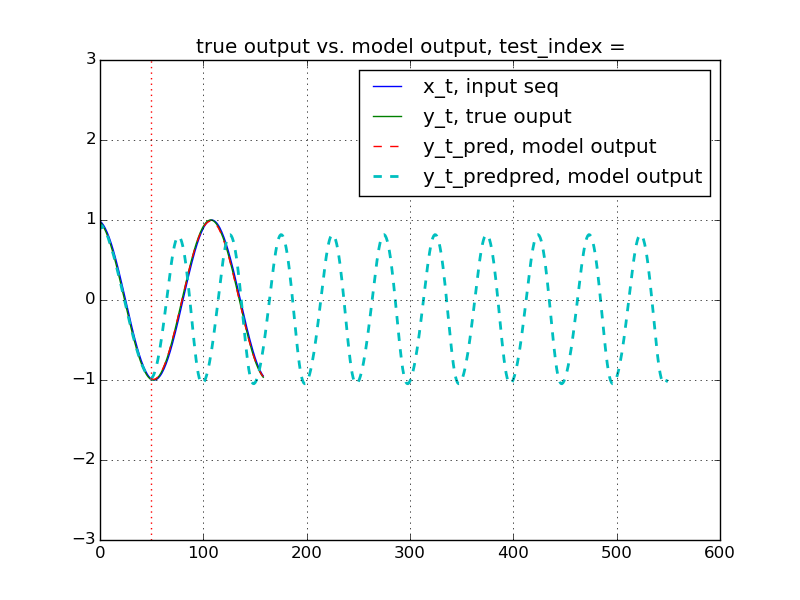 true output vs. model output, test_index =
x_t, input seq
y_t, true ouput
y_t_pred, model output
y_t_predpred, model output
3
2
1
0
−1
−2
−3
0 100 200 300 400 500 600